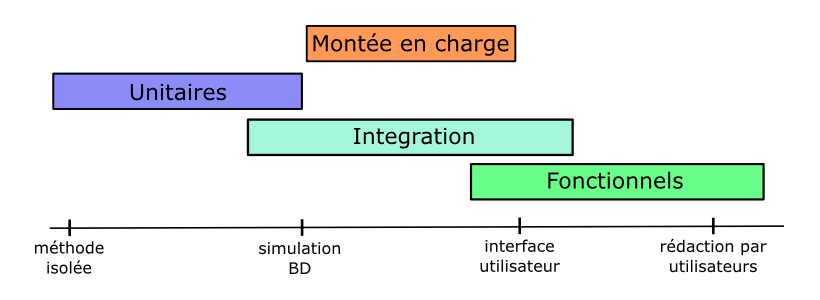 Montée en charge
Unitaires
Integration
Fonctionnels
méthode
isolée
simulation
BD
interface
utilisateur
rédaction par
utilisateurs